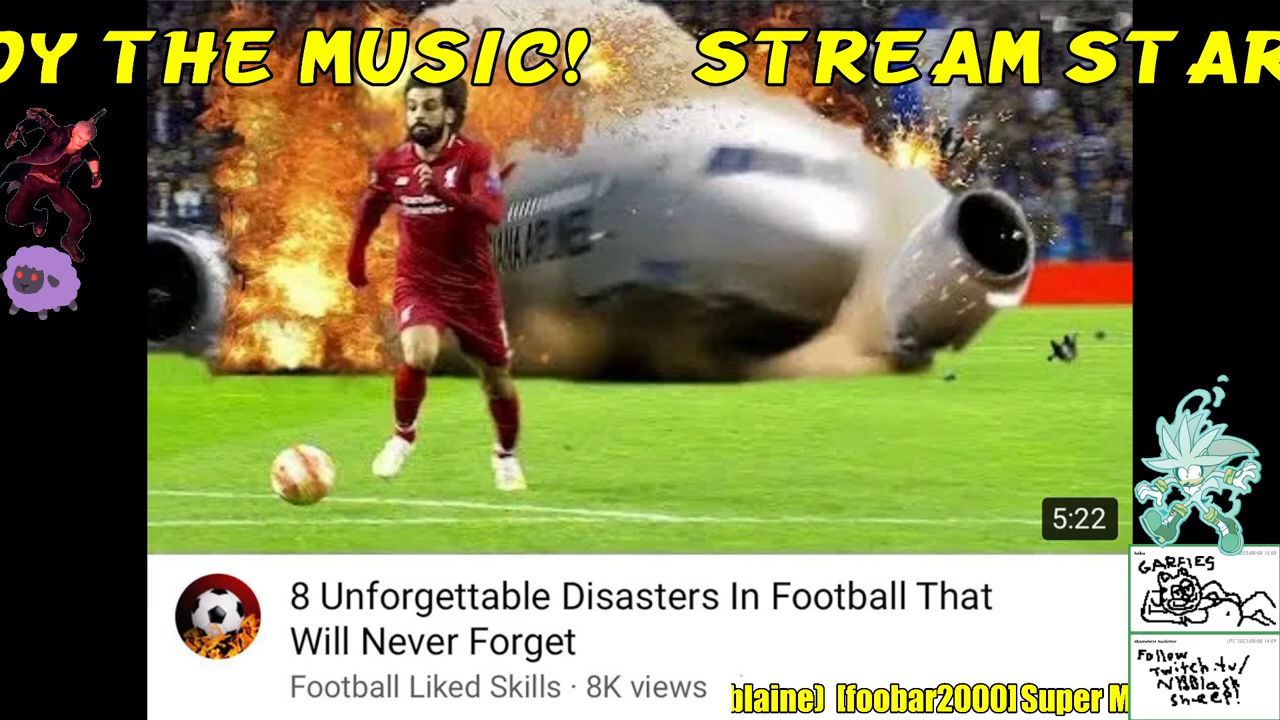 OY THE MUSIC! STREAM STAR
5:22
8 Unforgettable Disasters In Football That
Will Never Forget
Football Liked Skills · 8K views
blaine) [foobar2000] Super M
GARFIES
Follow
Twitch.tv/
NBBlack
sheep!